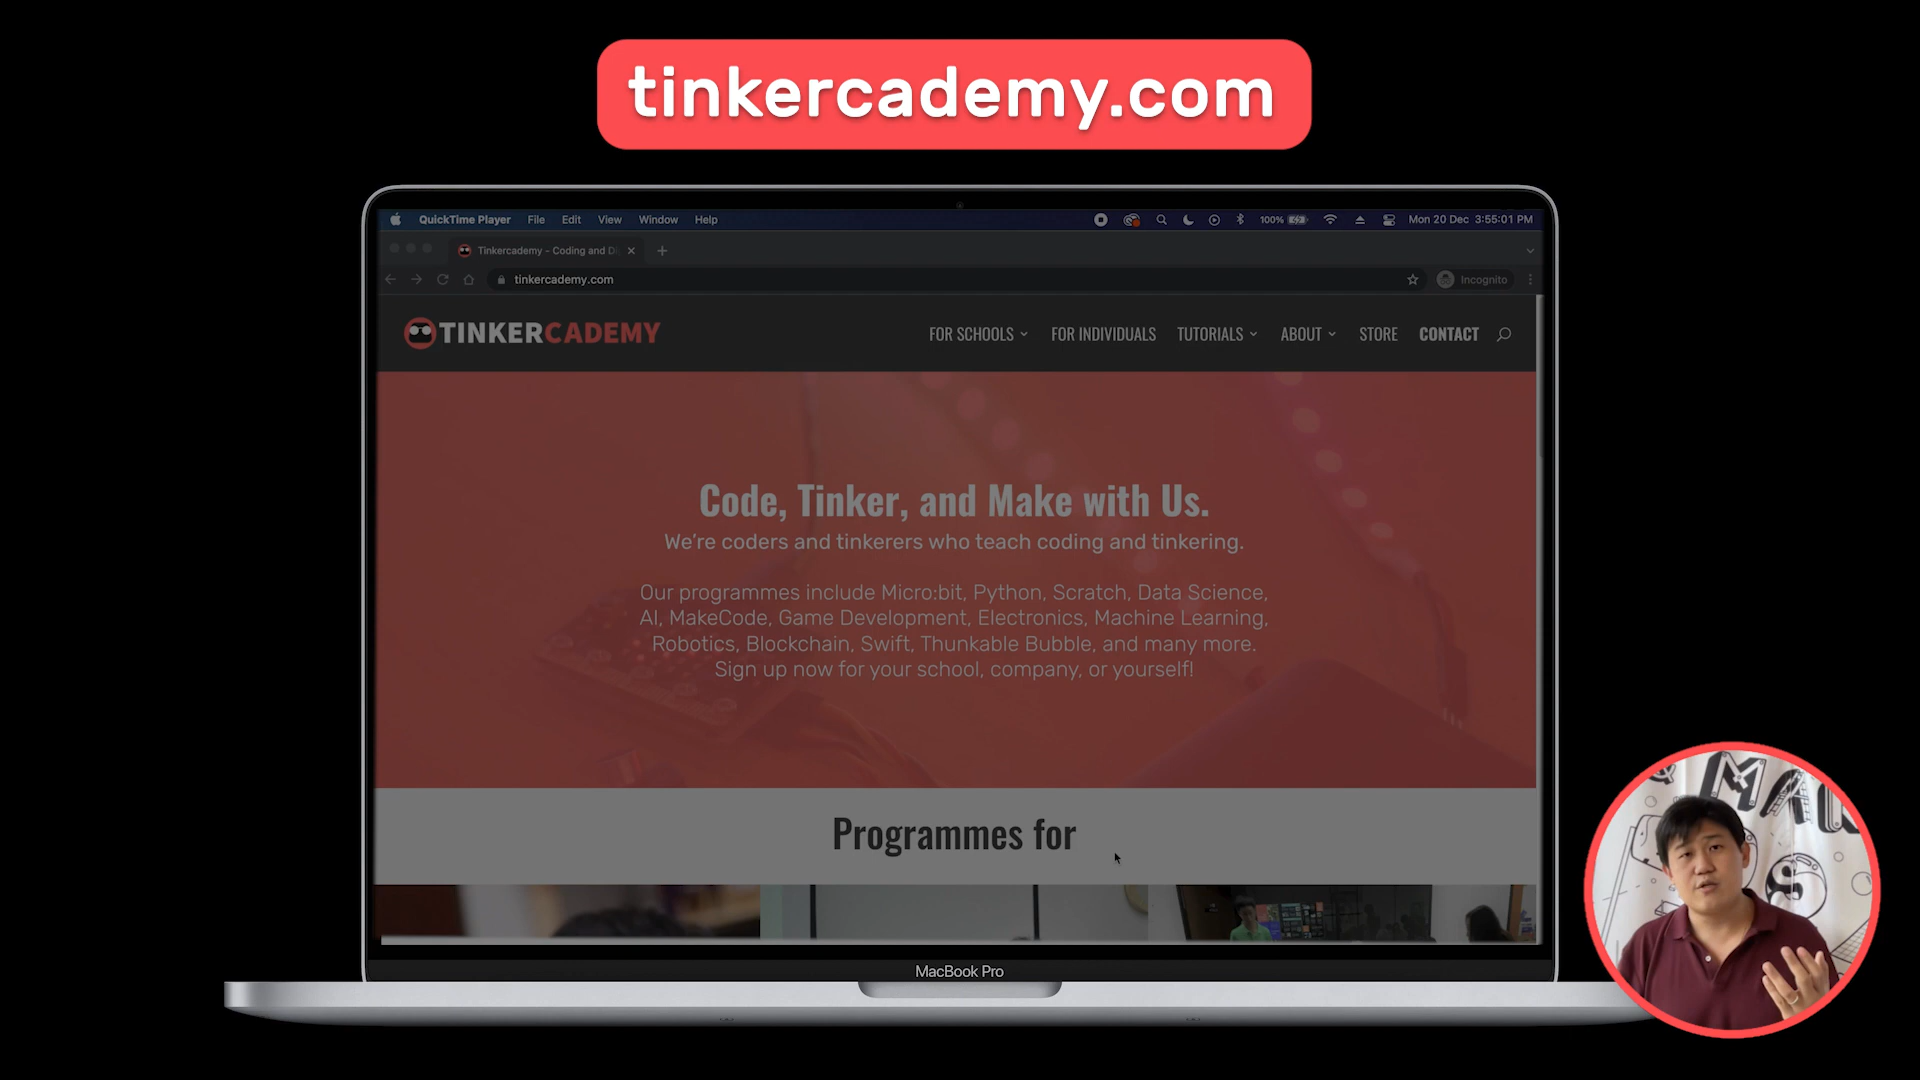 tinkercademy.com
QuickTime Player File Edit View Window Help 100% Mon 20 Dec 3:55:01 PM
Tinkercademy - Coding and Di
tinkercademy.com Incognito
TINKERCADEMY FOR SCHOOLS FOR INDIVIDUALS TUTORIALS ABOUT STORE CONTACT
Code, Tinker, and Make with Us.
We're coders and tinkerers who teach coding and tinkering.
Our programmes include Micro:bit, Python, Scratch, Data Science,
AI, MakeCode, Game Development, Electronics, Machine Learning,
Robotics, Blockchain, Swift, Thunkable Bubble, and many more.
Sign up now for your school, company, or yourself!
Programmes for
MacBook Pro